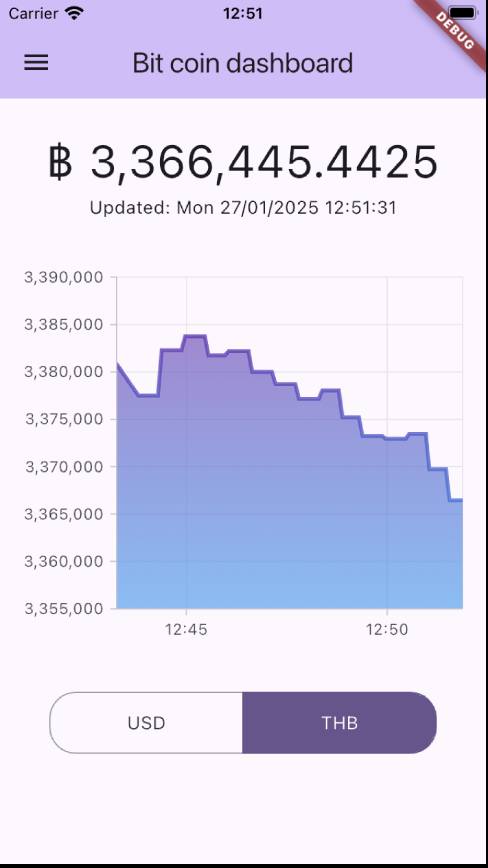 Carrier 12:51
DEBUG
Bit coin dashboard
฿ 3,366,445.4425
Updated: Mon 27/01/2025 12:51:31
3,390,000
3,385,000
3,380,000
3,375,000
3,370,000
3,365,000
3,360,000
3,355,000
12:45 12:50
USD THB